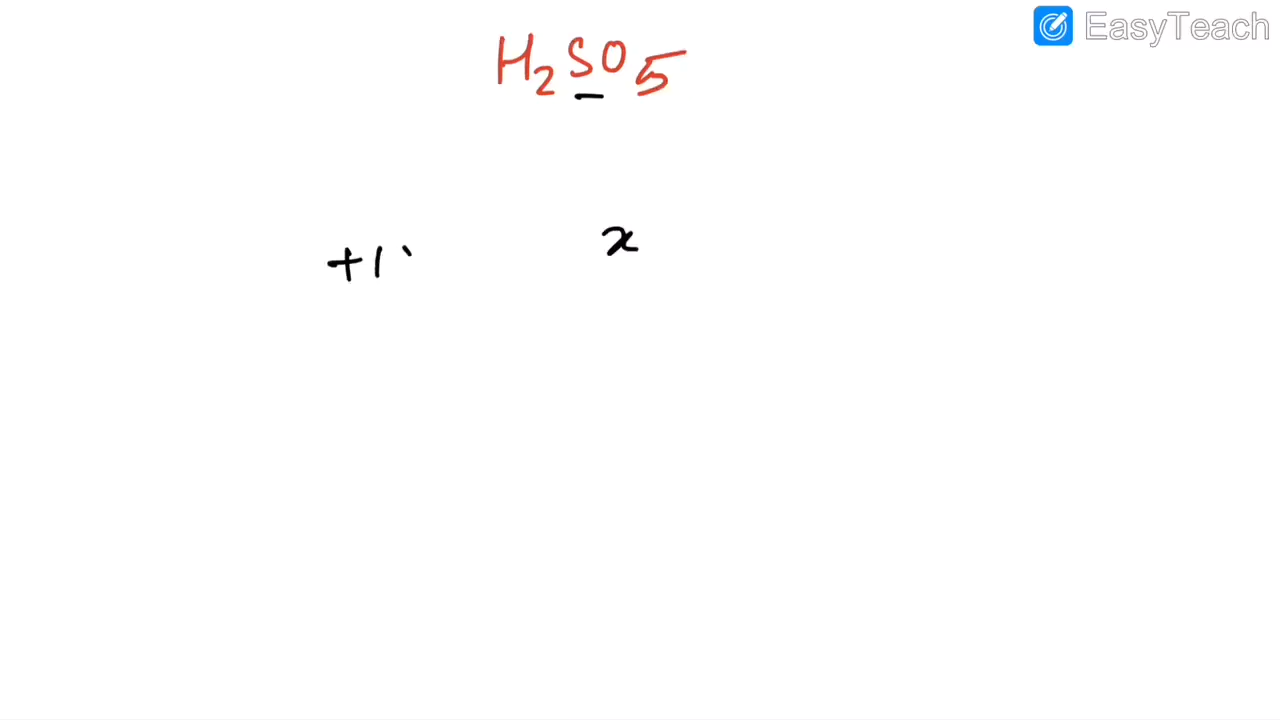 EasyTeach
H₂SO₅
+1 x